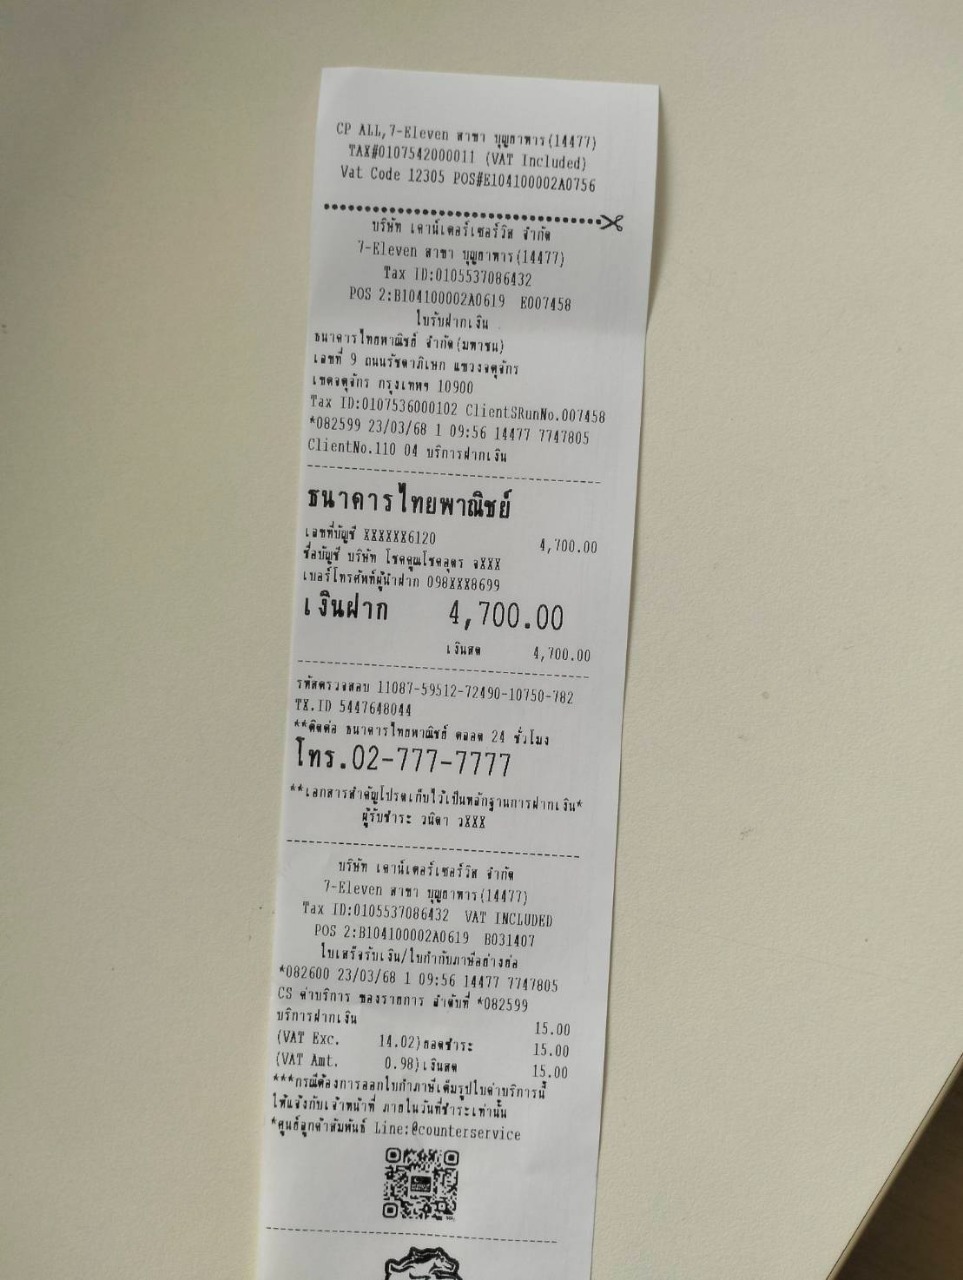 CP ALL,7-Eleven สาขา บุญธาหาร(14477)
TAX#0107542000011 (VAT Included)
Vat Code 12305 POS#E104100002A0756
บริษัท เคาน์เตอร์เซอร์วิส จำกัด
7-Eleven สาขา บุญธาหาร(14477)
Tax ID:0105537086432
POS 2:B104100002A0619 E007458
ใบรับฝากเงิน
ธนาคารไทยพาณิชย์ จำกัด(มหาชน)
เลขที่ 9 ถนนรัชดาภิเษก แขวงจตุจักร
เขตจตุจักร กรุงเทพฯ 10900
Tax ID:0107536000102 ClientSRunNo.007458
*082599 23/03/68 1 09:56 14477 7747805
ClientNo.110 04 บริการฝากเงิน
ธนาคารไทยพาณิชย์
เลขที่บัญชี XXXXXX6120 4,700.00
ชื่อบัญชี บริษัท โชคคูณโชคอุดร จXXX
เบอร์โทรศัพท์ผู้นำฝาก 098XXX8699
เงินฝาก 4,700.00
เงินสด 4,700.00
รหัสตรวจสอบ 11087-59512-72490-10750-782
TX.ID 5447648044
**ติดต่อ ธนาคารไทยพาณิชย์ ตลอด 24 ชั่วโมง
โทร.02-777-7777
**เอกสารสำคัญโปรดเก็บไว้เป็นหลักฐานการฝากเงิน*
ผู้รับชำระ วนิดา วXXX
บริษัท เคาน์เตอร์เซอร์วิส จำกัด
7-Eleven สาขา บุญธาหาร(14477)
Tax ID:0105537086432 VAT INCLUDED
POS 2:B104100002A0619 B031407
ใบเสร็จรับเงิน/ใบกำกับภาษีอย่างย่อ
*082600 23/03/68 1 09:56 14477 7747805
CS ค่าบริการ ของรายการ ลำดับที่ *082599
บริการฝากเงิน 15.00
(VAT Exc. 14.02)ยอดชำระ 15.00
(VAT Amt. 0.98)เงินสด 15.00
***กรณีต้องการออกใบกำภาษีเต็มรูปใบค่าบริการนี้
ให้แจ้งกับเจ้าหน้าที่ ภายในวันที่ชำระเท่านั้น
*ศูนย์ลูกค้าสัมพันธ์ Line:@counterservice